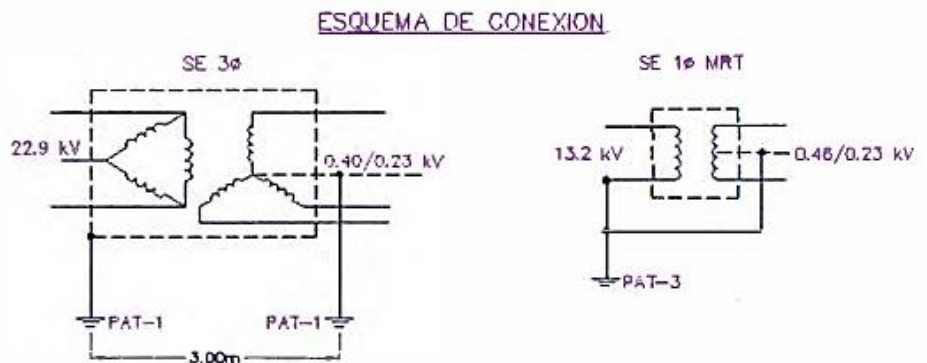 ESQUEMA DE CONEXION
SE 3ø
SE 1ø MRT
22.9 kV
0.40/0.23 kV
13.2 kV
0.46/0.23 kV
PAT-3
PAT-1
PAT-1
3.00m